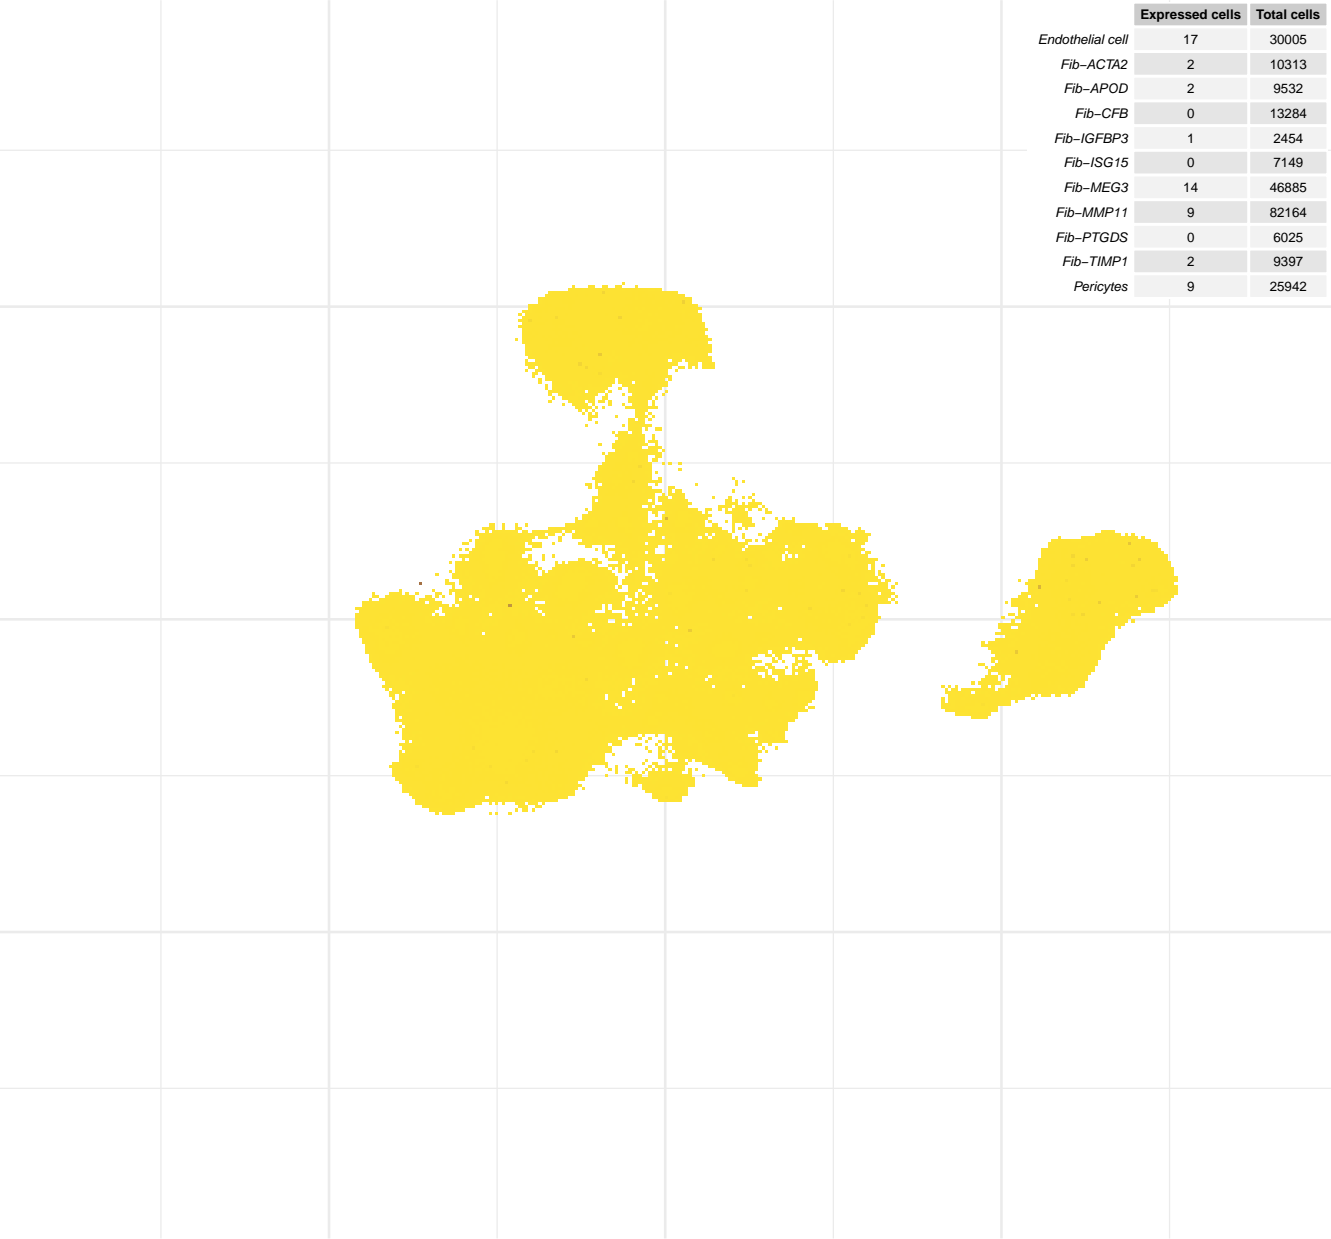 Expressed cells Total cells
Endothelial cell 17 30005
Fib−ACTA2 2 10313
Fib−APOD 2 9532
Fib−CFB 0 13284
Fib−IGFBP3 1 2454
Fib−ISG15 0 7149
Fib−MEG3 14 46885
Fib−MMP11 9 82164
Fib−PTGDS 0 6025
Fib−TIMP1 2 9397
Pericytes 9 25942